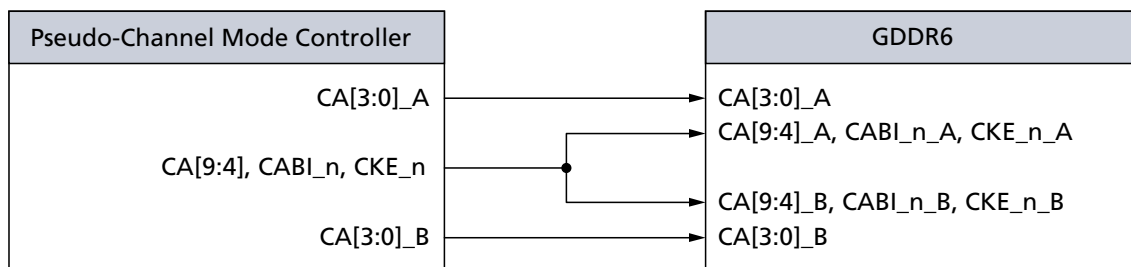 Pseudo-Channel Mode Controller
CA[3:0]_A
CA[9:4], CABI_n, CKE_n
CA[3:0]_B
GDDR6
CA[3:0]_A
CA[9:4]_A, CABI_n_A, CKE_n_A
CA[9:4]_B, CABI_n_B, CKE_n_B
CA[3:0]_B